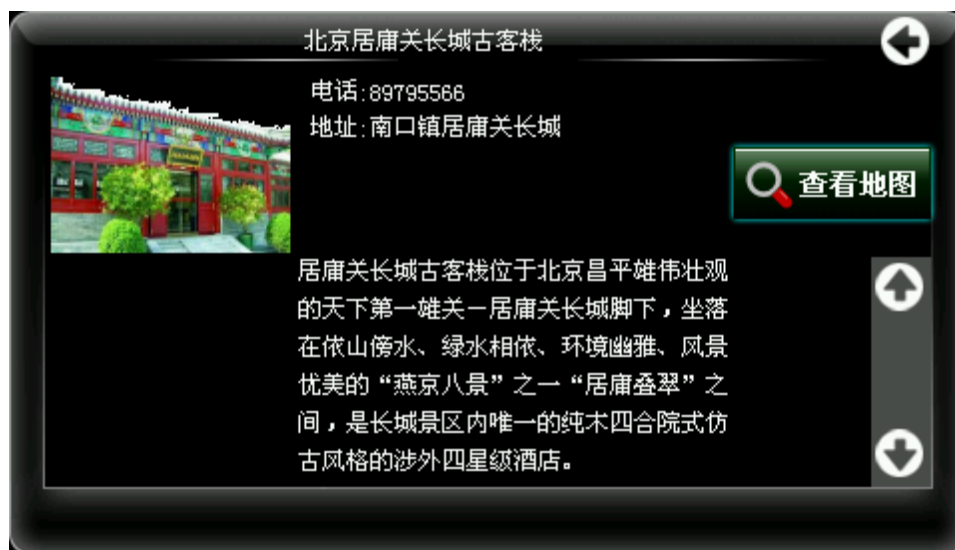 北京居庸关长城古客栈
电话:89795566
地址:南口镇居庸关长城
查看地图
居庸关长城古客栈位于北京昌平雄伟壮观
的天下第一雄关－居庸关长城脚下，坐落
在依山傍水、绿水相依、环境幽雅、风景
优美的“燕京八景”之一“居庸叠翠”之
间，是长城景区内唯一的纯木四合院式仿
古风格的涉外四星级酒店。